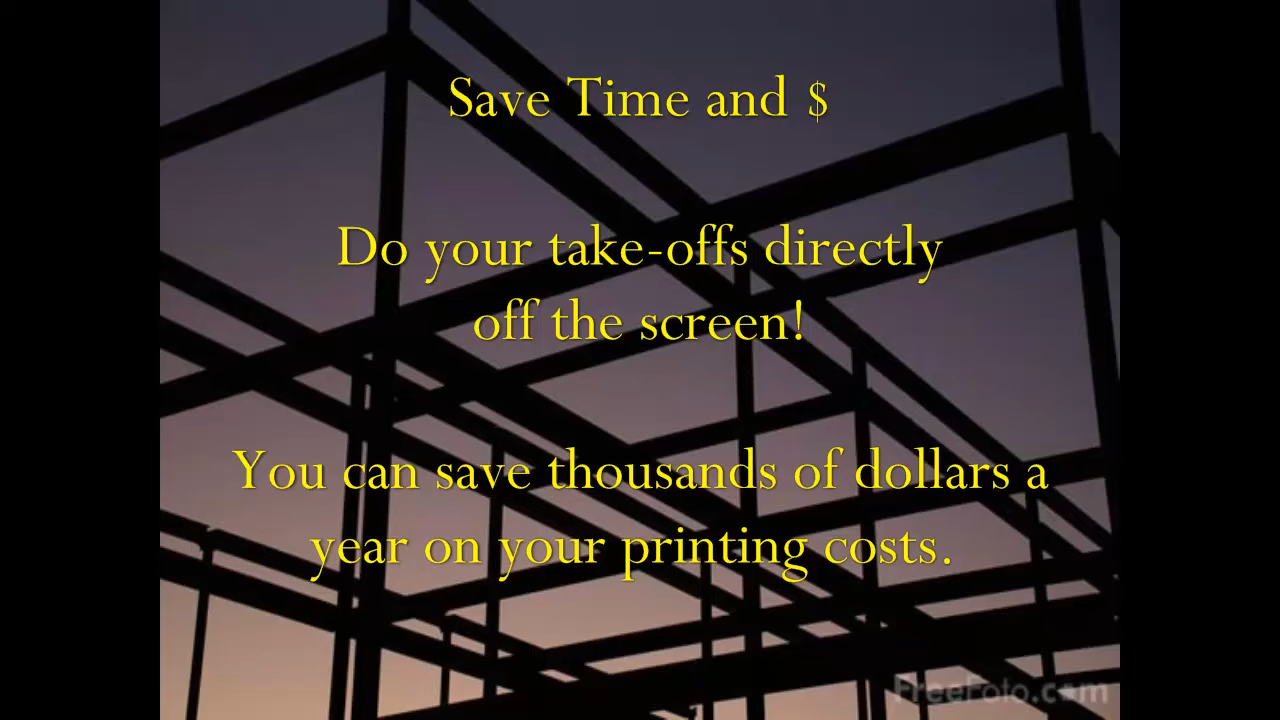 Save Time and $
Do your take-offs directly
off the screen!
You can save thousands of dollars a
year on your printing costs.
FreeFoto.com